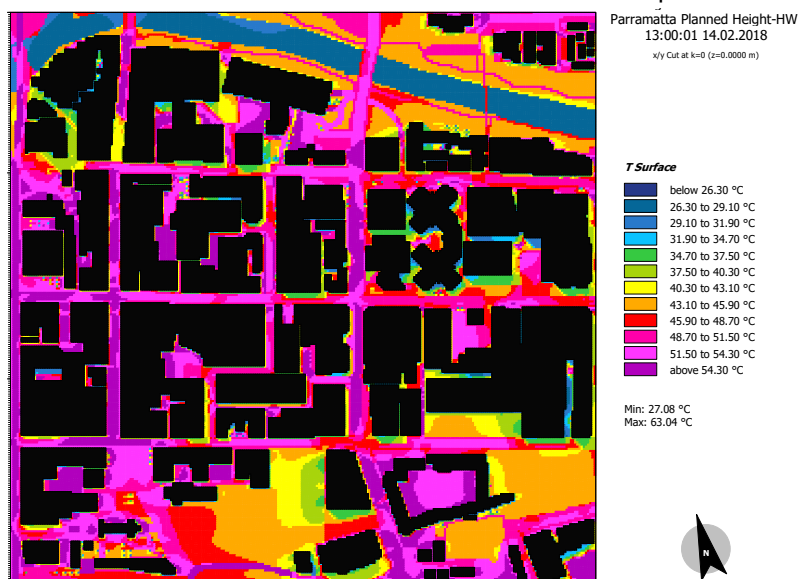 Parramatta Planned Height-HW
13:00:01 14.02.2018
x/y Cut at k=0 (z=0.0000 m)
T Surface
below 26.30 °C
26.30 to 29.10 °C
29.10 to 31.90 °C
31.90 to 34.70 °C
34.70 to 37.50 °C
37.50 to 40.30 °C
40.30 to 43.10 °C
43.10 to 45.90 °C
45.90 to 48.70 °C
48.70 to 51.50 °C
51.50 to 54.30 °C
above 54.30 °C
Min: 27.08 °C
Max: 63.04 °C
N